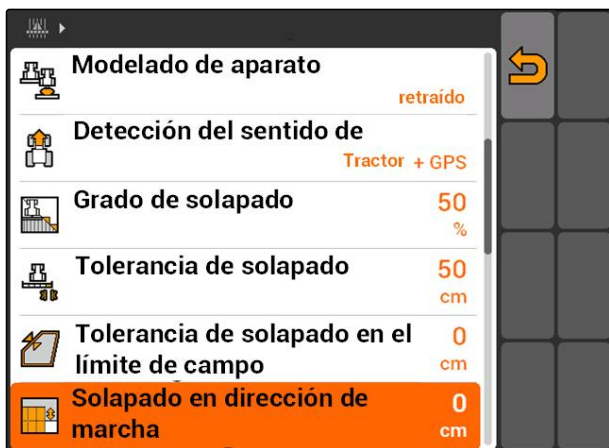 Modelado de aparato
retraído
Detección del sentido de
Tractor + GPS
Grado de solapado 50
%
Tolerancia de solapado 50
cm
Tolerancia de solapado en el 0
límite de campo cm
Solapado en dirección de 0
marcha cm